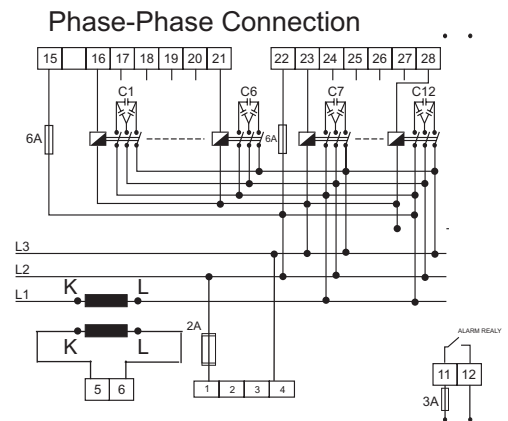 Phase-Phase Connection
15 16 17 18 19 20 21 22 23 24 25 26 27 28
C1 C6 C7 C12
6A 6A
L3
L2
L1 K L
2A
K L
5 6 1 2 3 4
ALARM REALY
11 12
3A